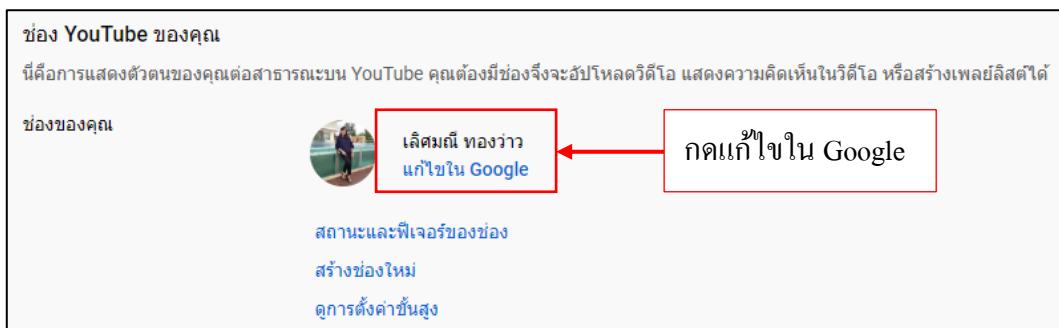 ช่อง YouTube ของคุณ
นี่คือการแสดงตัวตนของคุณต่อสาธารณะบน YouTube คุณต้องมีช่องจึงจะอัปโหลดวิดีโอ แสดงความคิดเห็นในวิดีโอ หรือสร้างเพลย์ลิสต์ได้
ช่องของคุณ
เลิศมณี ทองว่าว
แก้ไขใน Google
กดแก้ไขใน Google
สถานะและฟีเจอร์ของช่อง
สร้างช่องใหม่
ดูการตั้งค่าขั้นสูง